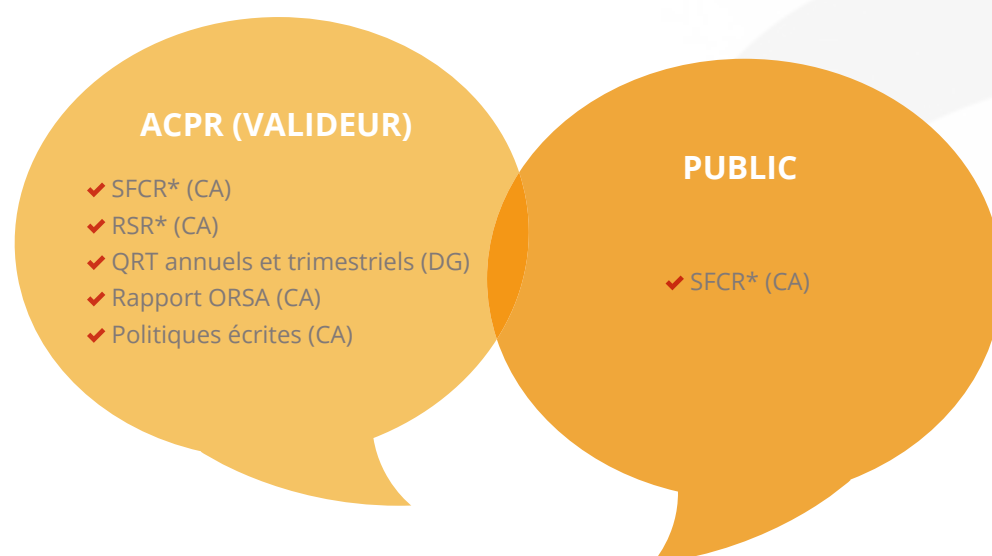 ACPR (VALIDEUR)
SFCR* (CA)
RSR* (CA)
QRT annuels et trimestriels (DG)
Rapport ORSA (CA)
Politiques écrites (CA)
PUBLIC
SFCR* (CA)